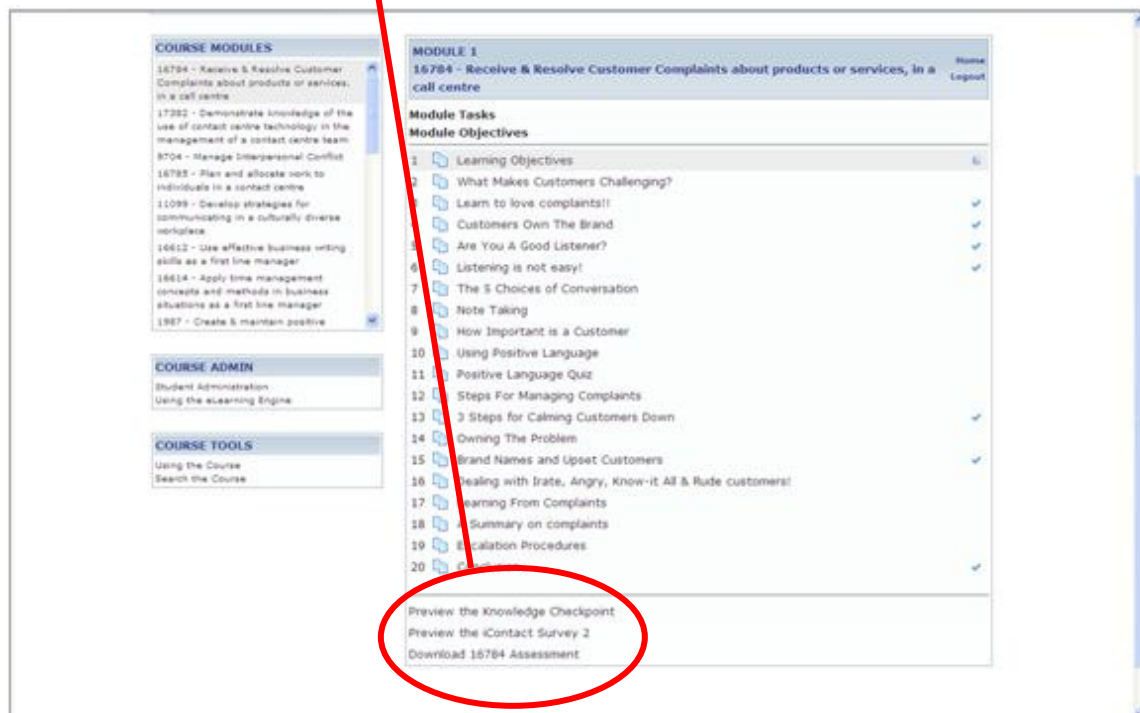 COURSE MODULES
16784 - Receive & Resolve Customer
Complaints about products or services,
in a call centre
17382 - Demonstrate knowledge of the
use of contact centre technology in the
management of a contact centre team
9704 - Manage Interpersonal Conflict
16785 - Plan and allocate work to
individuals in a contact centre
11099 - Develop strategies for
communicating in a culturally diverse
workplace
16612 - Use effective business writing
skills as a first line manager
16614 - Apply time management
concepts and methods in business
situations as a first line manager
1987 - Create & maintain positive
COURSE ADMIN
Student Administration
Using the eLearning Engine
COURSE TOOLS
Using the Course
Search the Course
MODULE 1
16784 - Receive & Resolve Customer Complaints about products or services, in a
call centre
Home
Logout
Module Tasks
Module Objectives
1 Learning Objectives
2 What Makes Customers Challenging?
3 Learn to love complaints!!
4 Customers Own The Brand
5 Are You A Good Listener?
6 Listening is not easy!
7 The 5 Choices of Conversation
8 Note Taking
9 How Important is a Customer
10 Using Positive Language
11 Positive Language Quiz
12 Steps For Managing Complaints
13 3 Steps for Calming Customers Down
14 Owning The Problem
15 Brand Names and Upset Customers
16 Dealing with Irate, Angry, Know-it All & Rude customers!
17 Learning From Complaints
18 A Summary on complaints
19 Escalation Procedures
20 Conclusion
Preview the Knowledge Checkpoint
Preview the iContact Survey 2
Download 16784 Assessment